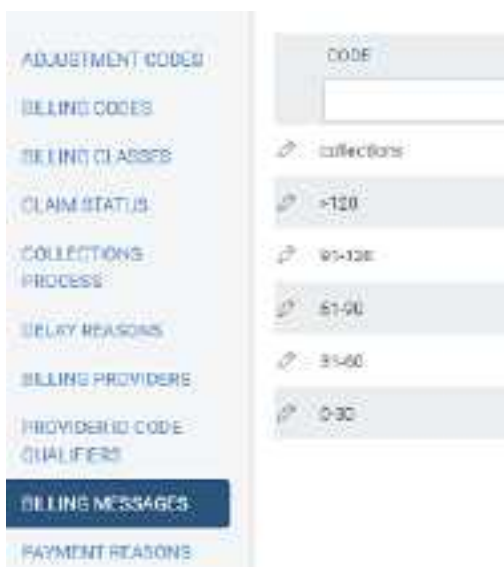 ADJUSTMENT CODES
BILLING CODES
BILLING CLASSES
CLAIM STATUS
COLLECTIONS
PROCESS
DELAY REASONS
BILLING PROVIDERS
PROVIDER ID CODE
QUALIFIERS
BILLING MESSAGES
PAYMENT REASONS
CODE
collections
>120
91-120
61-90
31-60
0-30